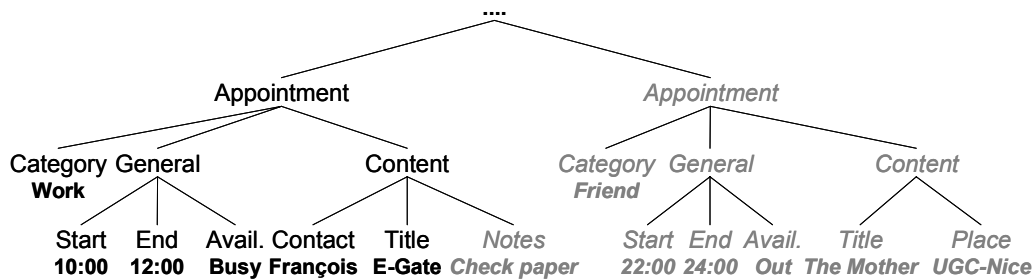 ....
Appointment Appointment
Category General Content Category General Content
Work Friend
Start End Avail. Contact Title Notes Start End Avail. Title Place
10:00 12:00 Busy François E-Gate Check paper 22:00 24:00 Out The Mother UGC-Nice